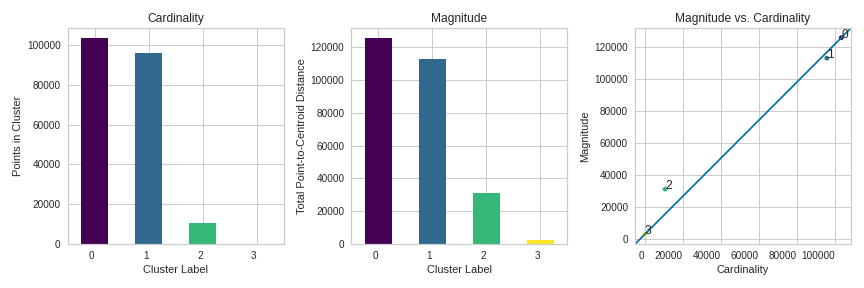 Cardinality
Points in Cluster
100000
80000
60000
40000
20000
0
0 1 2 3
Cluster Label
Magnitude
Total Point-to-Centroid Distance
120000
100000
80000
60000
40000
20000
0
0 1 2 3
Cluster Label
Magnitude vs. Cardinality
Magnitude
120000
100000
80000
60000
40000
20000
0
0
1
2
3
0 20000 40000 60000 80000 100000
Cardinality